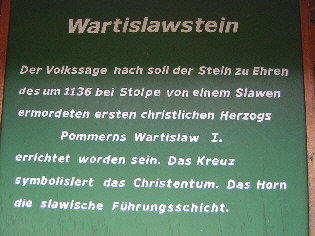 Wartislawstein
Der Volkssage nach soll der Stein zu Ehren
des um 1136 bei Stolpe von einem Slawen
ermordeten ersten christlichen Herzogs
Pommerns Wartislaw I.
errichtet worden sein. Das Kreuz
symbolisiert das Christentum. Das Horn
die slawische Führungsschicht.